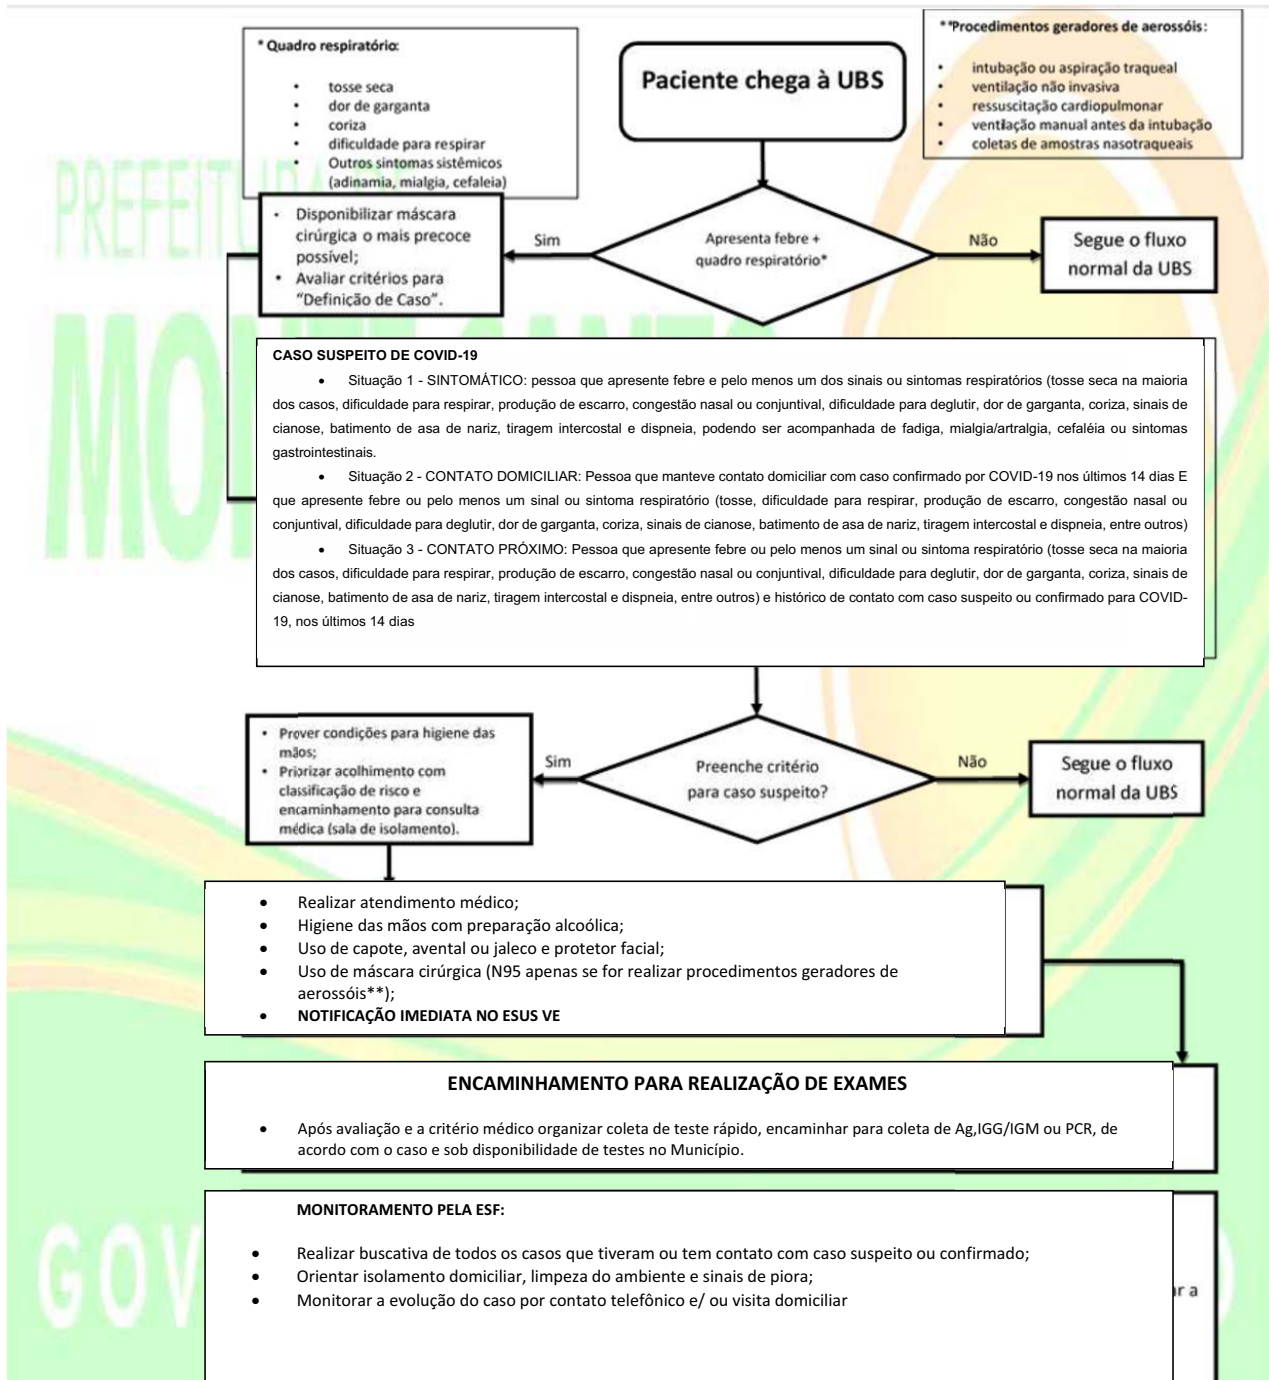 * Quadro respiratório:
• tosse seca
• dor de garganta
• coriza
• dificuldade para respirar
• Outros sintomas sistêmicos
(adinamia, mialgia, cefaleia)
Paciente chega à UBS
**Procedimentos geradores de aerossóis:
• intubação ou aspiração traqueal
• ventilação não invasiva
• ressuscitação cardiopulmonar
• ventilação manual antes da intubação
• coletas de amostras nasotraqueais
PREFEITURA DE
• Disponibilizar máscara
cirúrgica o mais precoce
possível;
• Avaliar critérios para
"Definição de Caso".
Sim
Apresenta febre +
quadro respiratório*
Não
Segue o fluxo
normal da UBS
CASO SUSPEITO DE COVID-19
• Situação 1 - SINTOMÁTICO: pessoa que apresente febre e pelo menos um dos sinais ou sintomas respiratórios (tosse seca na maioria
dos casos, dificuldade para respirar, produção de escarro, congestão nasal ou conjuntival, dificuldade para deglutir, dor de garganta, coriza, sinais de
cianose, batimento de asa de nariz, tiragem intercostal e dispneia, podendo ser acompanhada de fadiga, mialgia/artralgia, cefaléia ou sintomas
gastrointestinais.
• Situação 2 - CONTATO DOMICILIAR: Pessoa que manteve contato domiciliar com caso confirmado por COVID-19 nos últimos 14 dias E
que apresente febre ou pelo menos um sinal ou sintoma respiratório (tosse, dificuldade para respirar, produção de escarro, congestão nasal ou
conjuntival, dificuldade para deglutir, dor de garganta, coriza, sinais de cianose, batimento de asa de nariz, tiragem intercostal e dispneia, entre outros)
• Situação 3 - CONTATO PRÓXIMO: Pessoa que apresente febre ou pelo menos um sinal ou sintoma respiratório (tosse seca na maioria
dos casos, dificuldade para respirar, produção de escarro, congestão nasal ou conjuntival, dificuldade para deglutir, dor de garganta, coriza, sinais de
cianose, batimento de asa de nariz, tiragem intercostal e dispneia, entre outros) e histórico de contato com caso suspeito ou confirmado para COVID-
19, nos últimos 14 dias
• Prover condições para higiene das
mãos;
• Priorizar acolhimento com
classificação de risco e
encaminhamento para consulta
médica (sala de isolamento).
Sim
Preenche critério
para caso suspeito?
Não
Segue o fluxo
normal da UBS
• Realizar atendimento médico;
• Higiene das mãos com preparação alcoólica;
• Uso de capote, avental ou jaleco e protetor facial;
• Uso de máscara cirúrgica (N95 apenas se for realizar procedimentos geradores de
aerossóis**);
• NOTIFICAÇÃO IMEDIATA NO ESUS VE
ENCAMINHAMENTO PARA REALIZAÇÃO DE EXAMES
• Após avaliação e a critério médico organizar coleta de teste rápido, encaminhar para coleta de Ag,IGG/IGM ou PCR, de
acordo com o caso e sob disponibilidade de testes no Município.
MONITORAMENTO PELA ESF:
• Realizar buscativa de todos os casos que tiveram ou tem contato com caso suspeito ou confirmado;
• Orientar isolamento domiciliar, limpeza do ambiente e sinais de piora;
• Monitorar a evolução do caso por contato telefônico e/ ou visita domiciliar